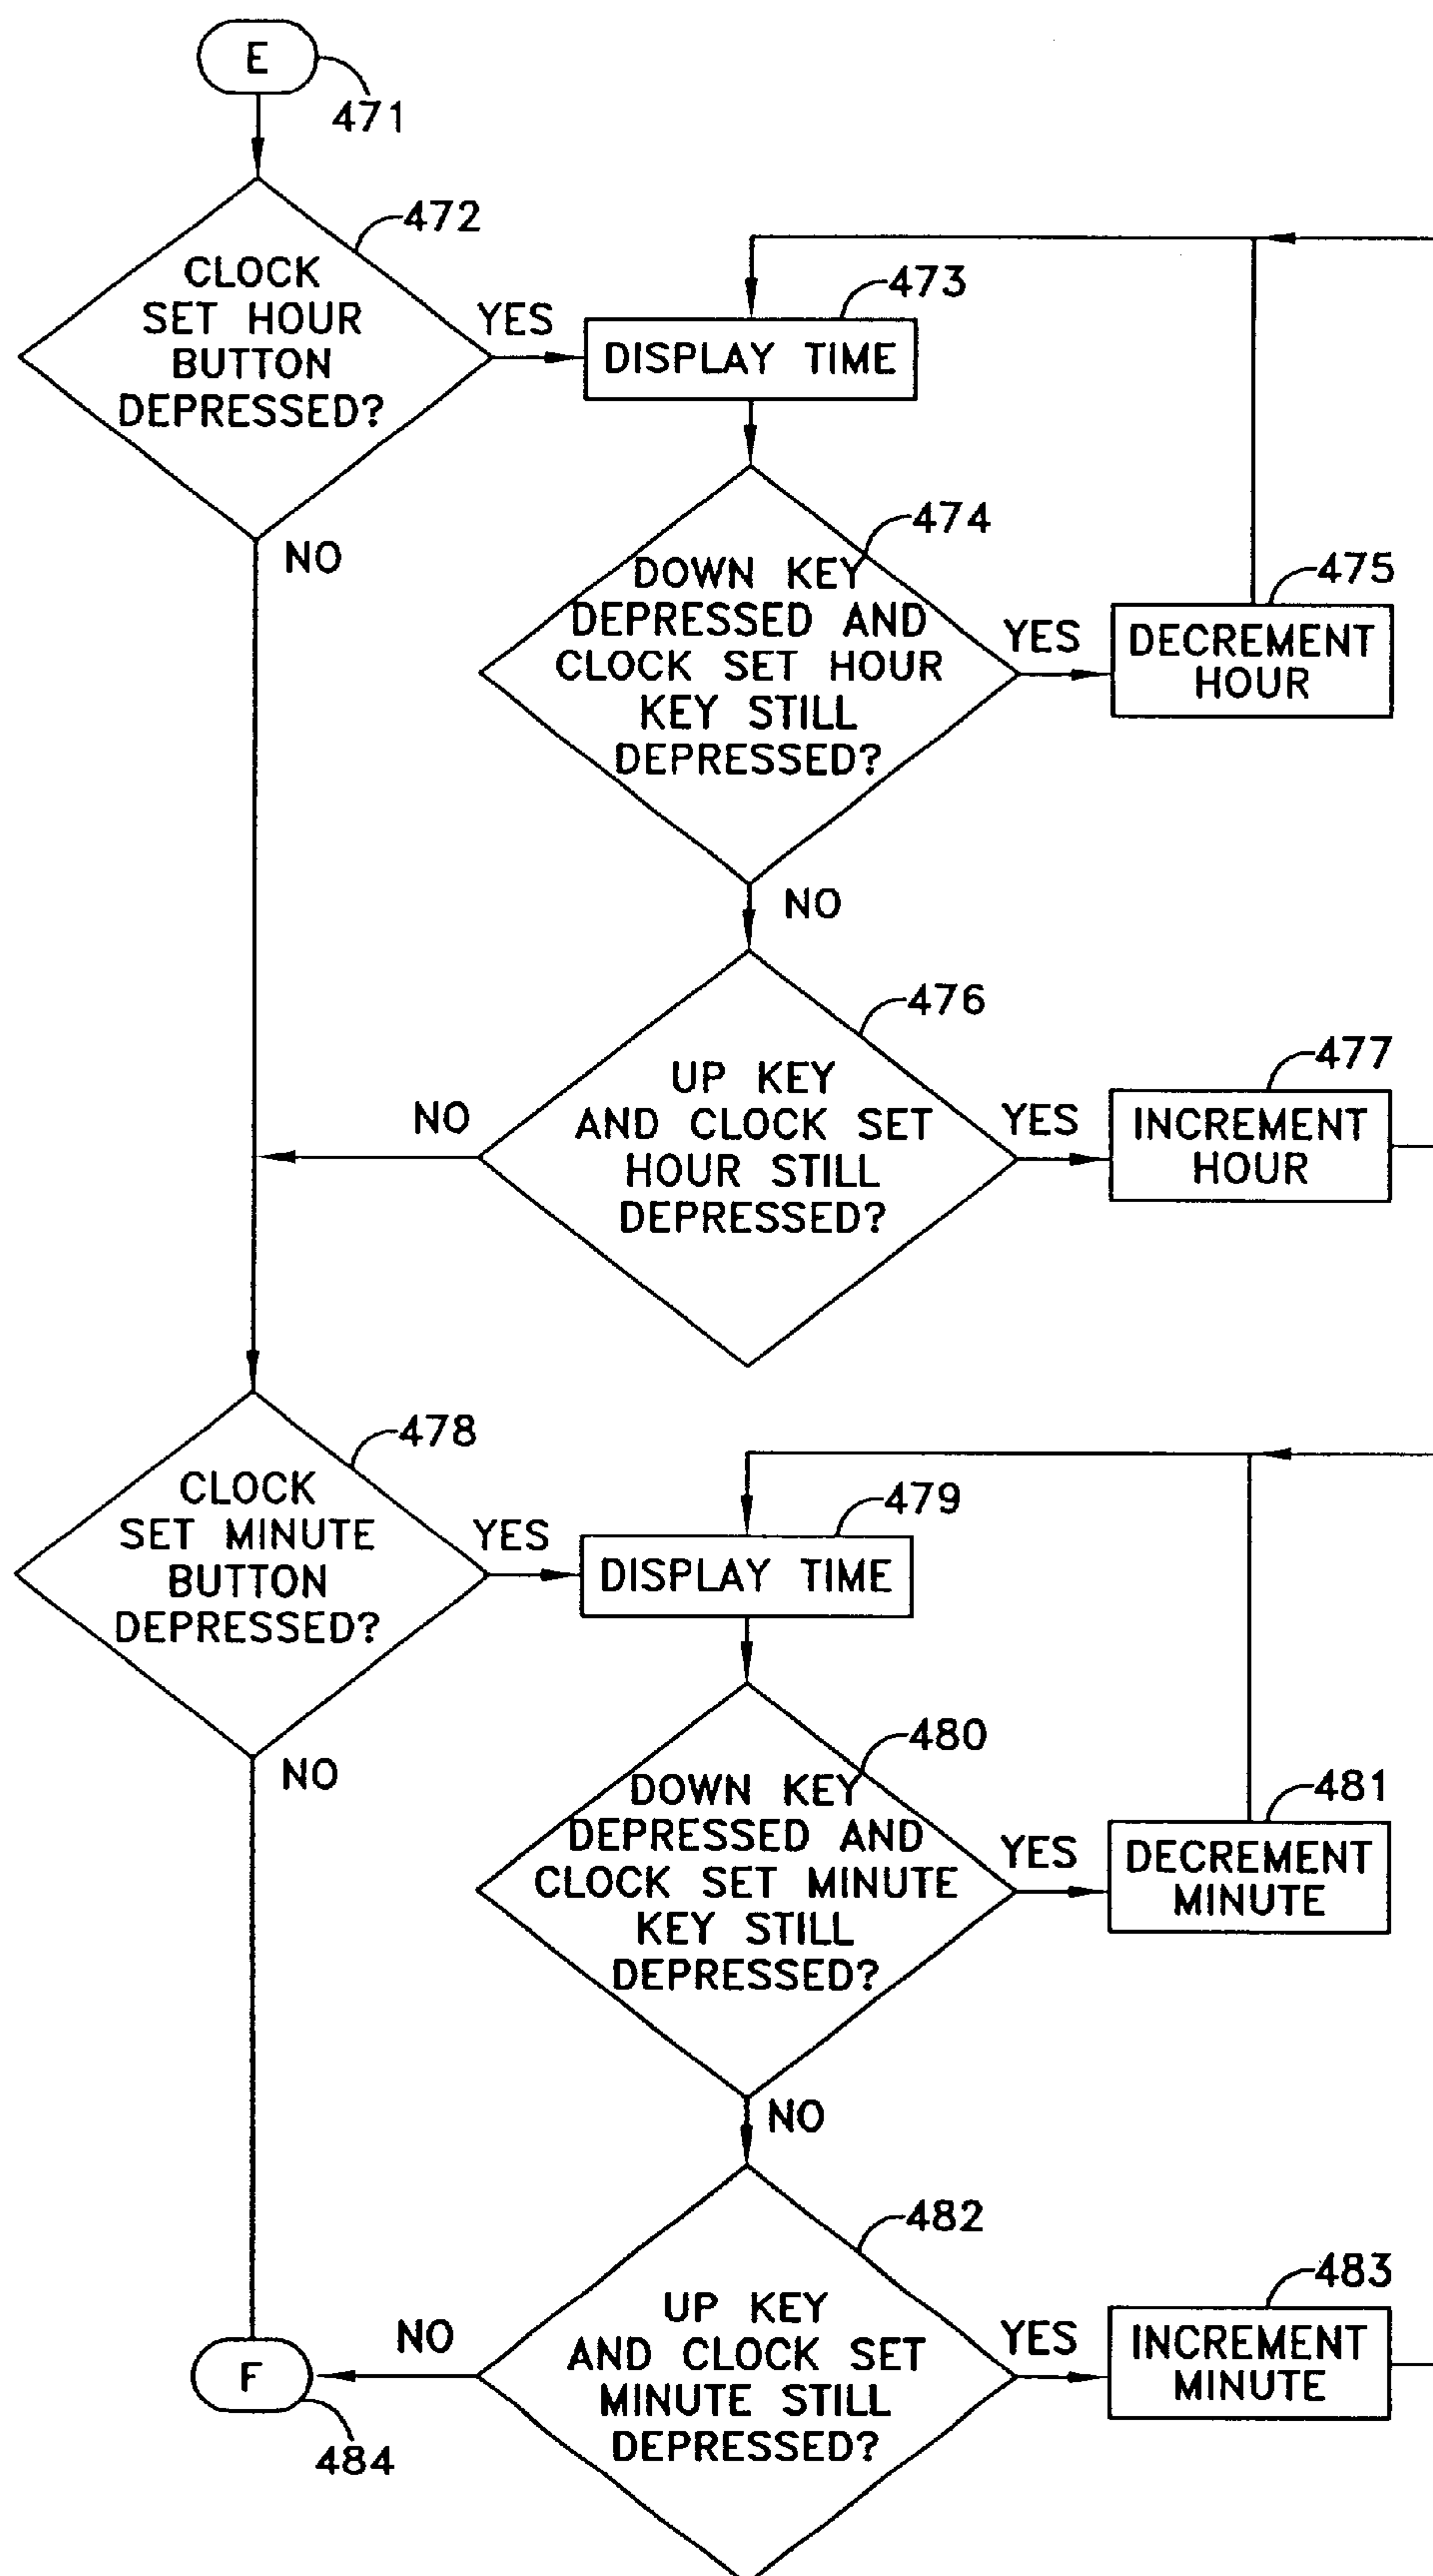 E
471
472
CLOCK
SET HOUR
BUTTON
DEPRESSED?
YES
NO
473
DISPLAY TIME
474
DOWN KEY
DEPRESSED AND
CLOCK SET HOUR
KEY STILL
DEPRESSED?
YES
475
DECREMENT
HOUR
NO
476
UP KEY
AND CLOCK SET
HOUR STILL
DEPRESSED?
NO
YES
477
INCREMENT
HOUR
478
CLOCK
SET MINUTE
BUTTON
DEPRESSED?
YES
NO
479
DISPLAY TIME
480
DOWN KEY
DEPRESSED AND
CLOCK SET MINUTE
KEY STILL
DEPRESSED?
YES
481
DECREMENT
MINUTE
NO
482
UP KEY
AND CLOCK SET
MINUTE STILL
DEPRESSED?
NO
YES
483
INCREMENT
MINUTE
F
484